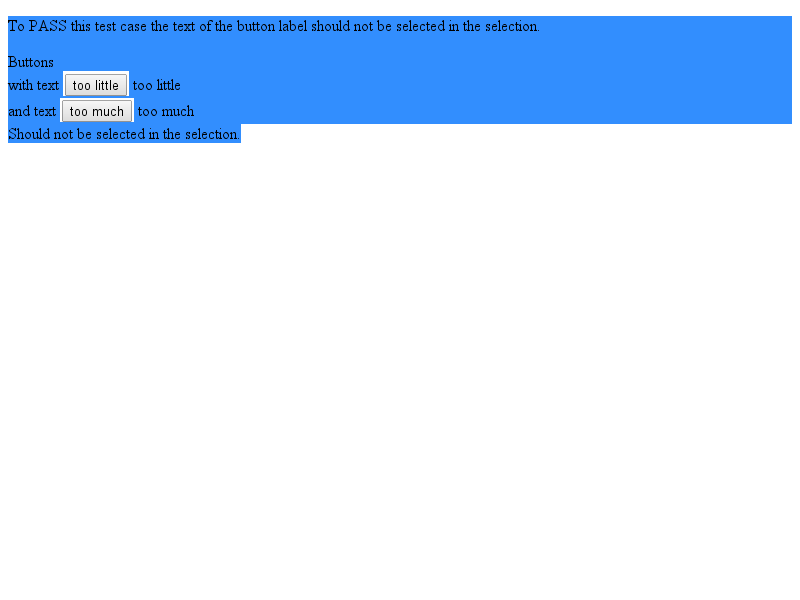 To PASS this test case the text of the button label should not be selected in the selection.
Buttons
with text too little too little
and text too much too much
Should not be selected in the selection.